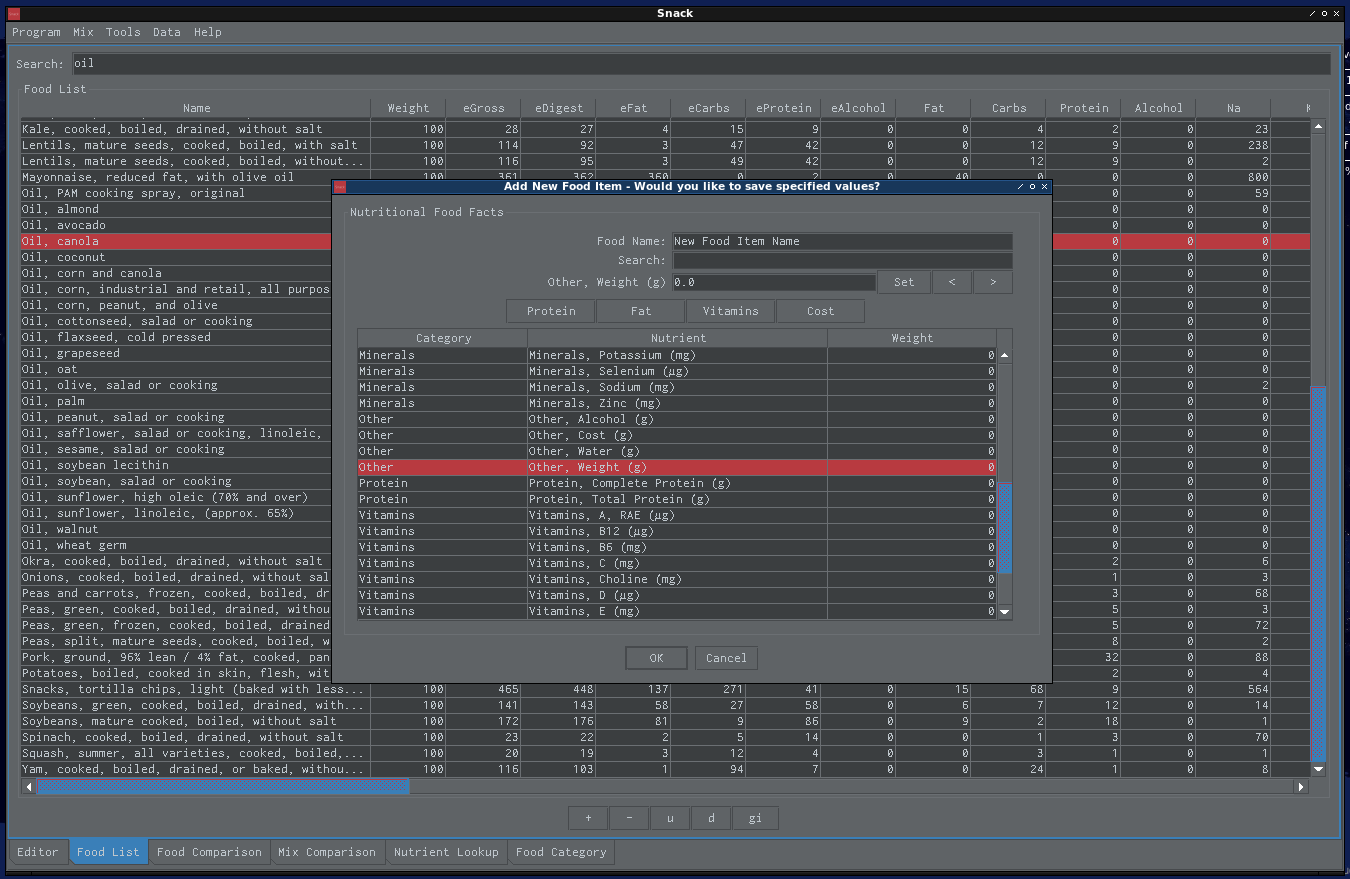 Snack
Program Mix Tools Data Help
Search: oil
Food List
Name Weight eGross eDigest eFat eCarbs eProtein eAlcohol Fat Carbs Protein Alcohol Na
Kale, cooked, boiled, drained, without salt 100 28 27 4 15 9 0 0 4 2 0 23
Lentils, mature seeds, cooked, boiled, with salt 100 114 92 3 47 42 0 0 12 9 0 238
Lentils, mature seeds, cooked, boiled, without... 100 116 95 3 49 42 0 0 12 9 0 2
Mayonnaise, reduced fat, with olive oil 100 361 362 360 0 2 0 40 0 0 0 800
Oil, PAM cooking spray, original 0 0 59
Oil, almond 0 0 0
Oil, avocado 0 0 0
Oil, canola 0 0 0
Oil, coconut 0 0 0
Oil, corn and canola 0 0 0
Oil, corn, industrial and retail, all purpos 0 0 0
Oil, corn, peanut, and olive 0 0 0
Oil, cottonseed, salad or cooking 0 0 0
Oil, flaxseed, cold pressed 0 0 0
Oil, grapeseed 0 0 0
Oil, oat 0 0 0
Oil, olive, salad or cooking 0 0 2
Oil, palm 0 0 0
Oil, peanut, salad or cooking 0 0 0
Oil, safflower, salad or cooking, linoleic, 0 0 0
Oil, sesame, salad or cooking 0 0 0
Oil, soybean lecithin 0 0 0
Oil, soybean, salad or cooking 0 0 0
Oil, sunflower, high oleic (70% and over) 0 0 0
Oil, sunflower, linoleic, (approx. 65%) 0 0 0
Oil, walnut 0 0 0
Oil, wheat germ 0 0 0
Okra, cooked, boiled, drained, without salt 2 0 6
Onions, cooked, boiled, drained, without sal 1 0 3
Peas and carrots, frozen, cooked, boiled, dr 3 0 68
Peas, green, cooked, boiled, drained, withou 5 0 3
Peas, green, frozen, cooked, boiled, drained 5 0 72
Peas, split, mature seeds, cooked, boiled, w 8 0 2
Pork, ground, 96% lean / 4% fat, cooked, pan 32 0 88
Potatoes, boiled, cooked in skin, flesh, wit 2 0 4
Snacks, tortilla chips, light (baked with less... 100 465 448 137 271 41 0 15 68 9 0 564
Soybeans, green, cooked, boiled, drained, with... 100 141 143 58 27 58 0 6 7 12 0 14
Soybeans, mature cooked, boiled, without salt 100 172 176 81 9 86 0 9 2 18 0 1
Spinach, cooked, boiled, drained, without salt 100 23 22 2 5 14 0 0 1 3 0 70
Squash, summer, all varieties, cooked, boiled,... 100 20 19 3 12 4 0 0 3 1 0 1
Yam, cooked, boiled, drained, or baked, withou... 100 116 103 1 94 7 0 0 24 1 0 8
Add New Food Item - Would you like to save specified values?
Nutritional Food Facts
Food Name: New Food Item Name
Search:
Other, Weight (g) 0.0 Set < >
Protein Fat Vitamins Cost
Category Nutrient Weight
Minerals Minerals, Potassium (mg) 0
Minerals Minerals, Selenium (µg) 0
Minerals Minerals, Sodium (mg) 0
Minerals Minerals, Zinc (mg) 0
Other Other, Alcohol (g) 0
Other Other, Cost (g) 0
Other Other, Water (g) 0
Other Other, Weight (g) 0
Protein Protein, Complete Protein (g) 0
Protein Protein, Total Protein (g) 0
Vitamins Vitamins, A, RAE (µg) 0
Vitamins Vitamins, B12 (µg) 0
Vitamins Vitamins, B6 (mg) 0
Vitamins Vitamins, C (mg) 0
Vitamins Vitamins, Choline (mg) 0
Vitamins Vitamins, D (µg) 0
Vitamins Vitamins, E (mg) 0
OK Cancel
+ - u d gi
Editor Food List Food Comparison Mix Comparison Nutrient Lookup Food Category